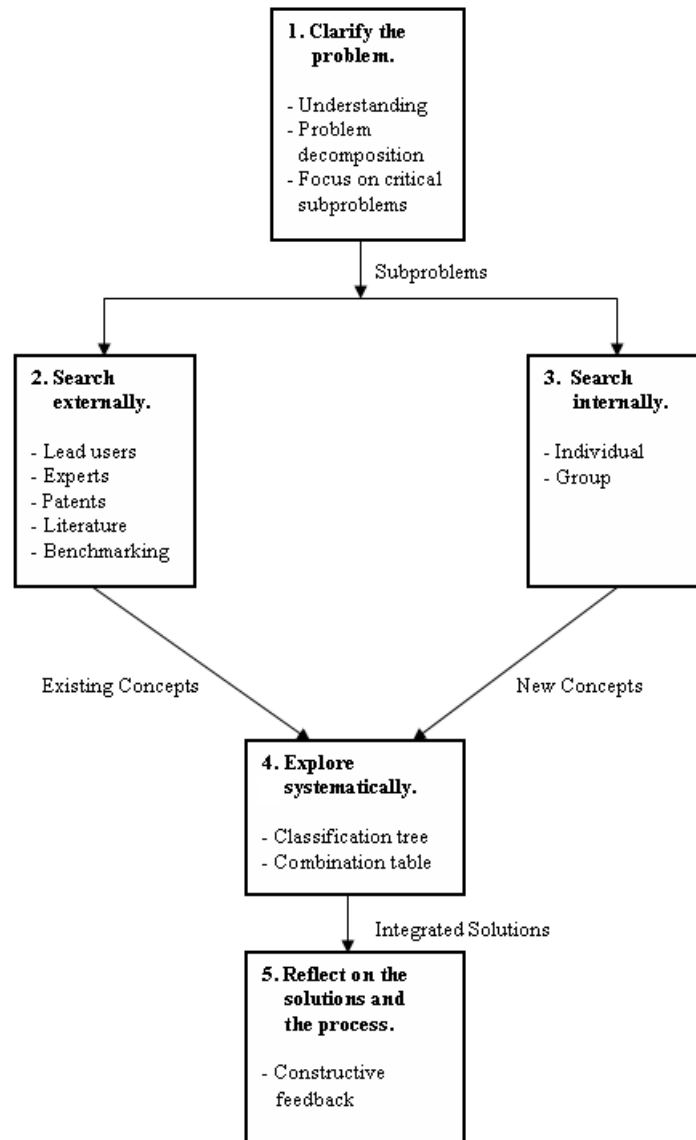 1. Clarify the
problem.
- Understanding
- Problem
decomposition
- Focus on critical
subproblems
Subproblems
2. Search
externally.
- Lead users
- Experts
- Patents
- Literature
- Benchmarking
3. Search
internally.
- Individual
- Group
Existing Concepts
New Concepts
4. Explore
systematically.
- Classification tree
- Combination table
Integrated Solutions
5. Reflect on the
solutions and
the process.
- Constructive
feedback